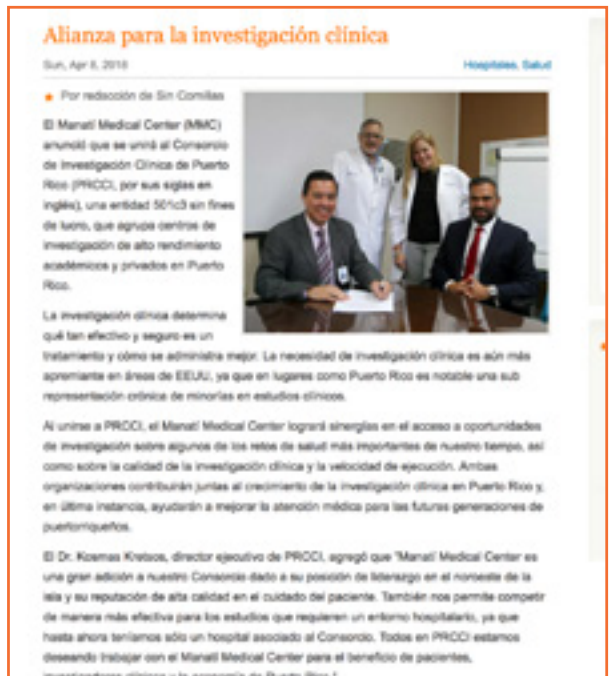 Alianza para la investigación clínica
Sun, Apr 8, 2018
Hospitales, Salud
Por redacción de Sin Comillas
El Manatí Medical Center (MMC)
anunció que se unirá al Consorcio
de Investigación Clínica de Puerto
Rico (PRCCI, por sus siglas en
inglés), una entidad 501c3 sin fines
de lucro, que agrupa centros de
investigación de alto rendimiento
académicos y privados en Puerto
Rico.
La investigación clínica determina
qué tan efectivo y seguro es un
tratamiento y cómo se administra mejor. La necesidad de investigación clínica es aún más
apremiante en áreas de EEUU, ya que en lugares como Puerto Rico es notable una sub
representación crónica de minorías en estudios clínicos.
Al unirse a PRCCI, el Manatí Medical Center logrará sinergias en el acceso a oportunidades
de investigación sobre algunos de los retos de salud más importantes de nuestro tiempo, así
como sobre la calidad de la investigación clínica y la velocidad de ejecución. Ambas
organizaciones contribuirán juntas al crecimiento de la investigación clínica en Puerto Rico y,
en última instancia, ayudarán a mejorar la atención médica para las futuras generaciones de
puertorriqueños.
El Dr. Kosmas Kretsos, director ejecutivo de PRCCI, agregó que "Manatí Medical Center es
una gran adición a nuestro Consorcio dado a su posición de liderazgo en el noroeste de la
isla y su reputación de alta calidad en el cuidado del paciente. También nos permite competir
de manera más efectiva para los estudios que requieren un entorno hospitalario, ya que
hasta ahora teníamos sólo un hospital asociado al Consorcio. Todos en PRCCI estamos
deseando trabajar con el Manatí Medical Center para el beneficio de pacientes,
investigadores clínicos y la economía de Puerto Rico."